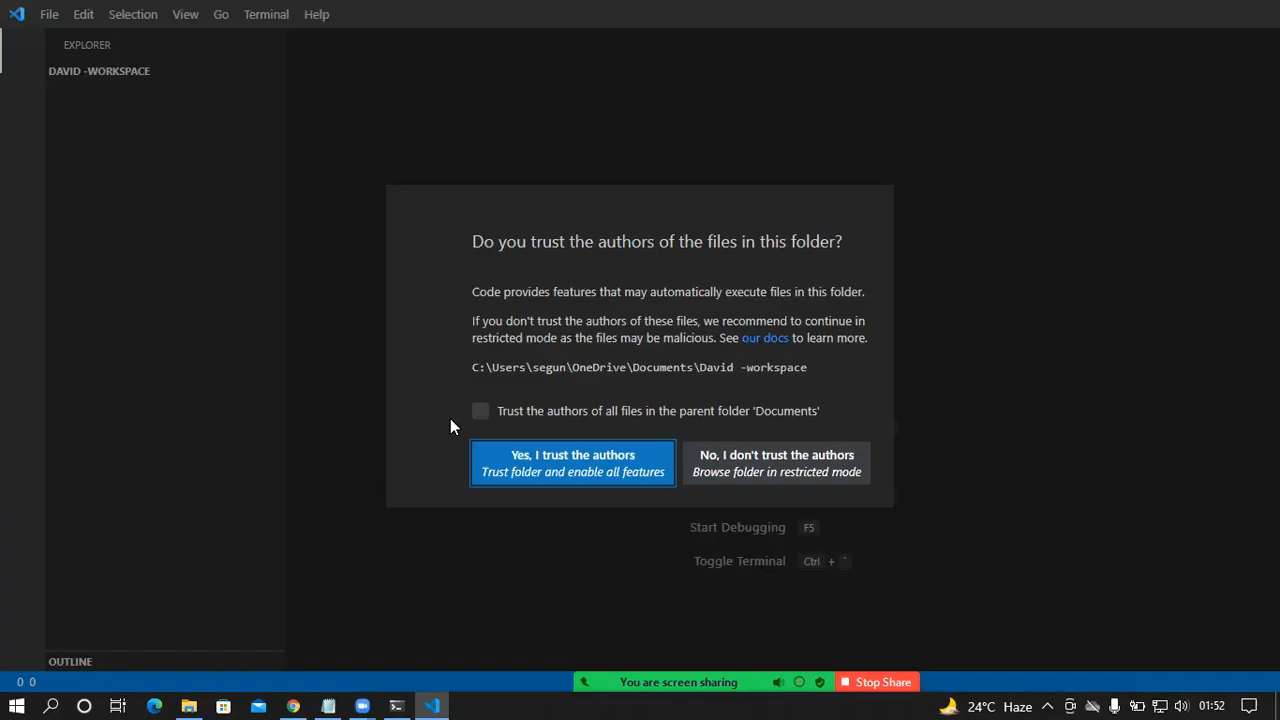 File Edit Selection View Go Terminal Help
EXPLORER
DAVID -WORKSPACE
Do you trust the authors of the files in this folder?
Code provides features that may automatically execute files in this folder.
If you don't trust the authors of these files, we recommend to continue in
restricted mode as the files may be malicious. See our docs to learn more.
C:\Users\segun\OneDrive\Documents\David -workspace
Trust the authors of all files in the parent folder 'Documents'
Yes, I trust the authors
Trust folder and enable all features
No, I don't trust the authors
Browse folder in restricted mode
Start Debugging F5
Toggle Terminal Ctrl + `
OUTLINE
0 0
You are screen sharing
Stop Share
24°C Haze
01:52